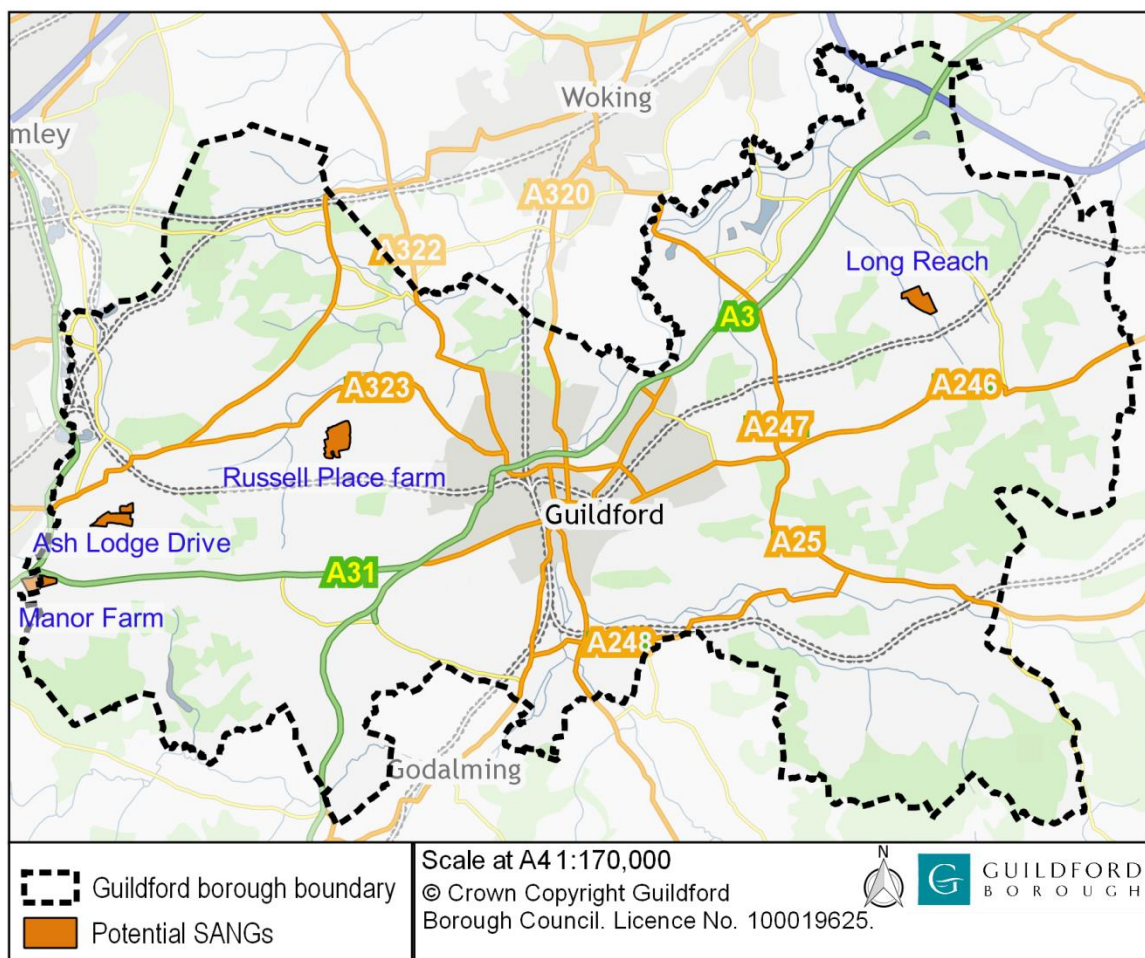 Woking
mley
A320
A322
Long Reach
A3
A323
A246
A247
Russell Place farm
Guildford
Ash Lodge Drive
A25
A31
Manor Farm
A248
Godalming
Guildford borough boundary
Potential SANGs
Scale at A4 1:170,000
© Crown Copyright Guildford
Borough Council. Licence No. 100019625.
N
G
GUILDFORD
BOROUGH